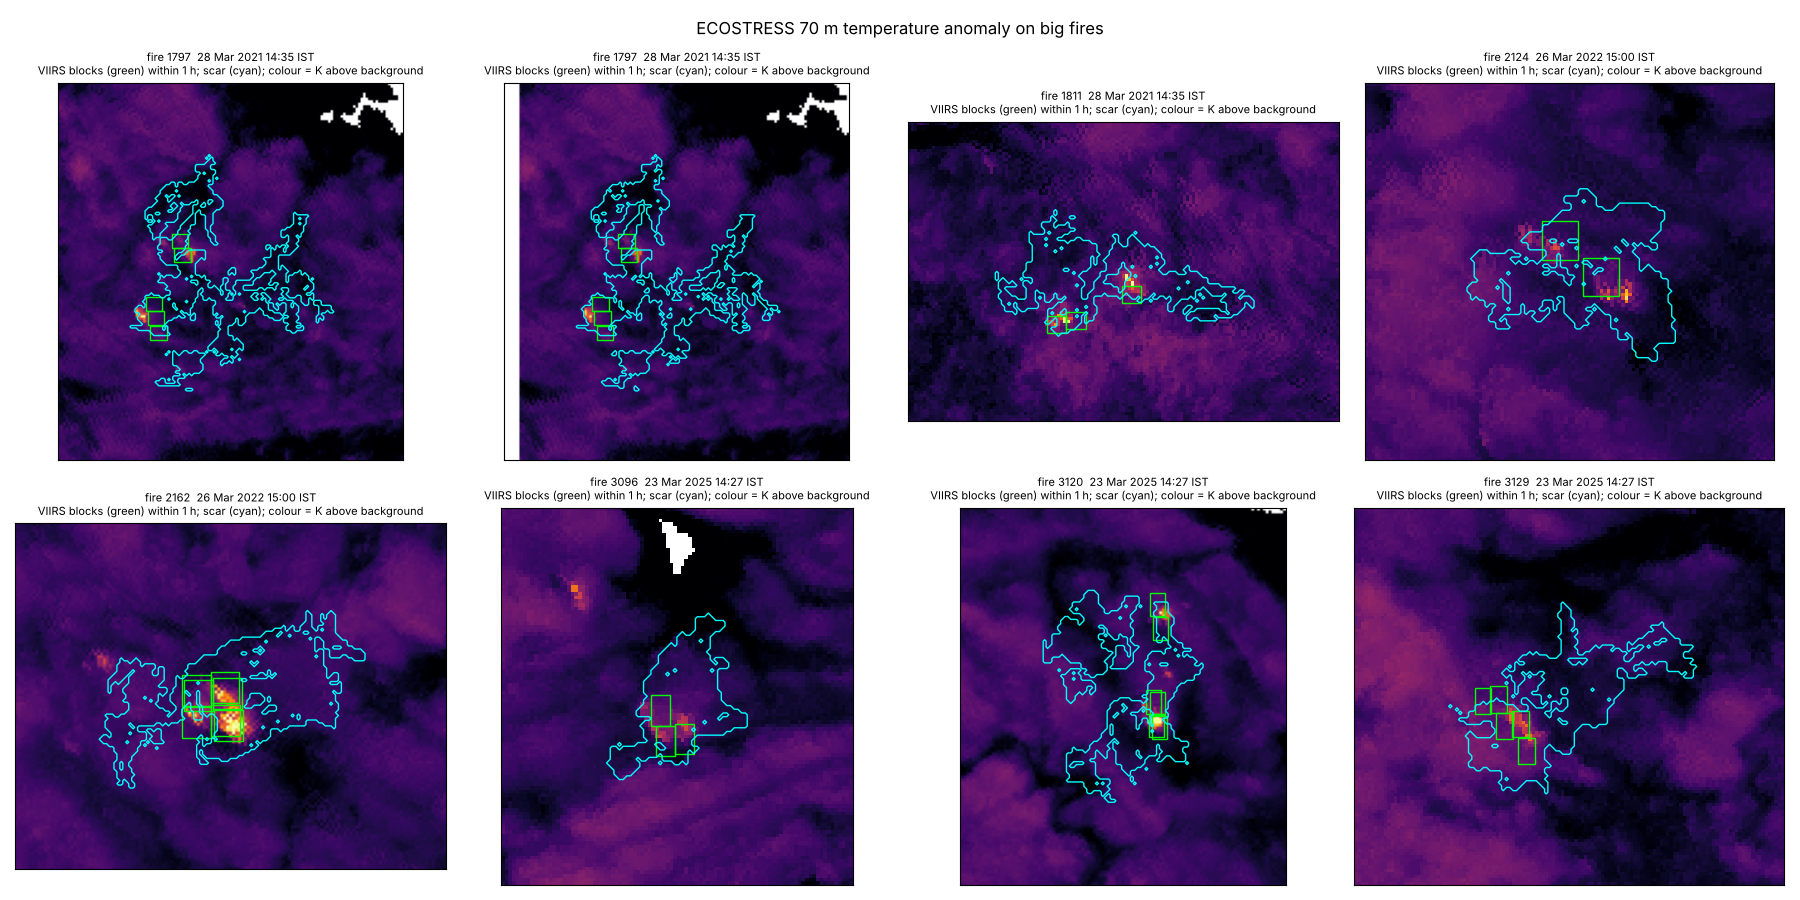 ECOSTRESS 70 m temperature anomaly on big fires
fire 1797 28 Mar 2021 14:35 IST
VIIRS blocks (green) within 1 h; scar (cyan); colour = K above background
fire 1797 28 Mar 2021 14:35 IST
VIIRS blocks (green) within 1 h; scar (cyan); colour = K above background
fire 1811 28 Mar 2021 14:35 IST
VIIRS blocks (green) within 1 h; scar (cyan); colour = K above background
fire 2124 26 Mar 2022 15:00 IST
VIIRS blocks (green) within 1 h; scar (cyan); colour = K above background
fire 2162 26 Mar 2022 15:00 IST
VIIRS blocks (green) within 1 h; scar (cyan); colour = K above background
fire 3096 23 Mar 2025 14:27 IST
VIIRS blocks (green) within 1 h; scar (cyan); colour = K above background
fire 3120 23 Mar 2025 14:27 IST
VIIRS blocks (green) within 1 h; scar (cyan); colour = K above background
fire 3129 23 Mar 2025 14:27 IST
VIIRS blocks (green) within 1 h; scar (cyan); colour = K above background